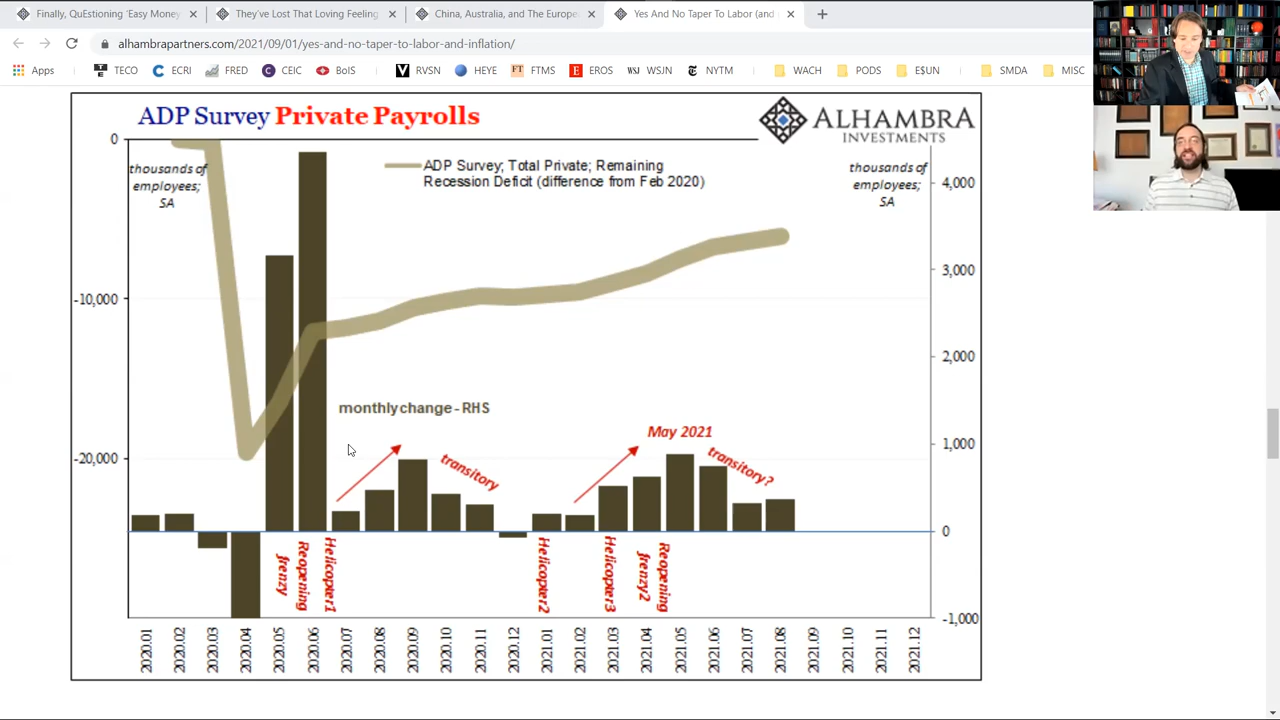 Finally, QuEstioning 'Easy Money
They've Lost That Loving Feeling
China, Australia, and The Europe
Yes And No Taper To Labor (and
alhambrapartners.com/2021/09/01/yes-and-no-taper-to-labor-and-inflation/
Apps
TECO
ECRI
FRED
CEIC
BoIS
RVSN
HEYE
FTMS
EROS
WSJ WSJN
NYTM
WACH
PODS
E$UN
SMDA
MISC
ADP Survey Private Payrolls
ALHAMBRA
INVESTMENTS
ADP Survey; Total Private; Remaining
Recession Deficit (difference from Feb 2020)
thousands of
employees;
SA
thousands of
employees;
SA
0
-10,000
-20,000
4,000
3,000
2,000
1,000
0
-1,000
monthly change - RHS
transitory
May 2021
transitory?
Reopening
frenzy
Helicopter1
Helicopter2
Helicopter3
Reopening
frenzy2
2020.01
2020.02
2020.03
2020.04
2020.05
2020.06
2020.07
2020.08
2020.09
2020.10
2020.11
2020.12
2021.01
2021.02
2021.03
2021.04
2021.05
2021.06
2021.07
2021.08
2021.09
2021.10
2021.11
2021.12